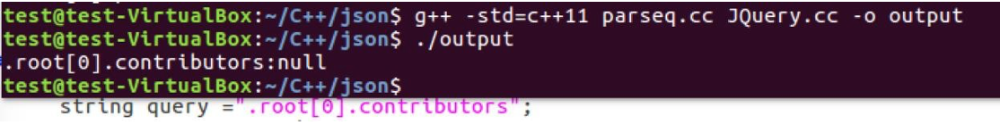 test@test-VirtualBox:~/C++/json$ g++ -std=c++11 parseq.cc JQuery.cc -o output
test@test-VirtualBox:~/C++/json$ ./output
.root[0].contributors:null
test@test-VirtualBox:~/C++/json$
string query =".root[0].contributors";